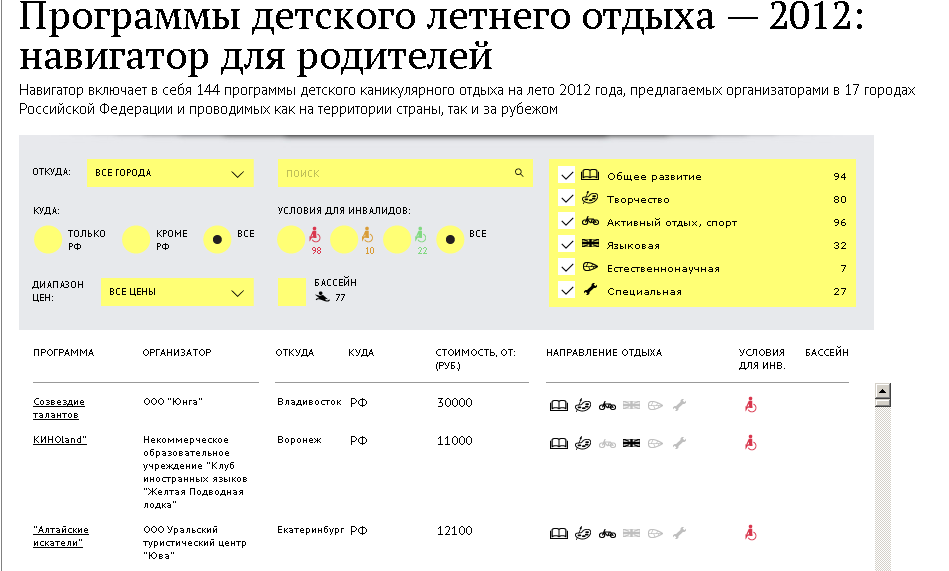 Программы детского летнего отдыха — 2012:
навигатор для родителей
Навигатор включает в себя 144 программы детского каникулярного отдыха на лето 2012 года, предлагаемых организаторами в 17 городах
Российской Федерации и проводимых как на территории страны, так и за рубежом
ОТКУДА:
ВСЕ ГОРОДА
ПОИСК
КУДА:
ТОЛЬКО
РФ
КРОМЕ
РФ
ВСЕ
УСЛОВИЯ ДЛЯ ИНВАЛИДОВ:
98
10
22
ВСЕ
ДИАПАЗОН
ЦЕН:
ВСЕ ЦЕНЫ
БАССЕЙН
77
Общее развитие 94
Творчество 80
Активный отдых, спорт 96
Языковая 32
Естественнонаучная 7
Специальная 27
ПРОГРАММА
ОРГАНИЗАТОР
ОТКУДА
КУДА
СТОИМОСТЬ, ОТ:
(РУБ.)
НАПРАВЛЕНИЕ ОТДЫХА
УСЛОВИЯ
ДЛЯ ИНВ.
БАССЕЙН
Созвездие
талантов
ООО "Юнга"
Владивосток
РФ
30000
КИНОland"
Некоммерческое
образовательное
учреждение "Клуб
иностранных языков
"Желтая Подводная
лодка"
Воронеж
РФ
11000
"Алтайские
искатели"
ООО Уральский
туристический центр
"Юва"
Екатеринбург
РФ
12100